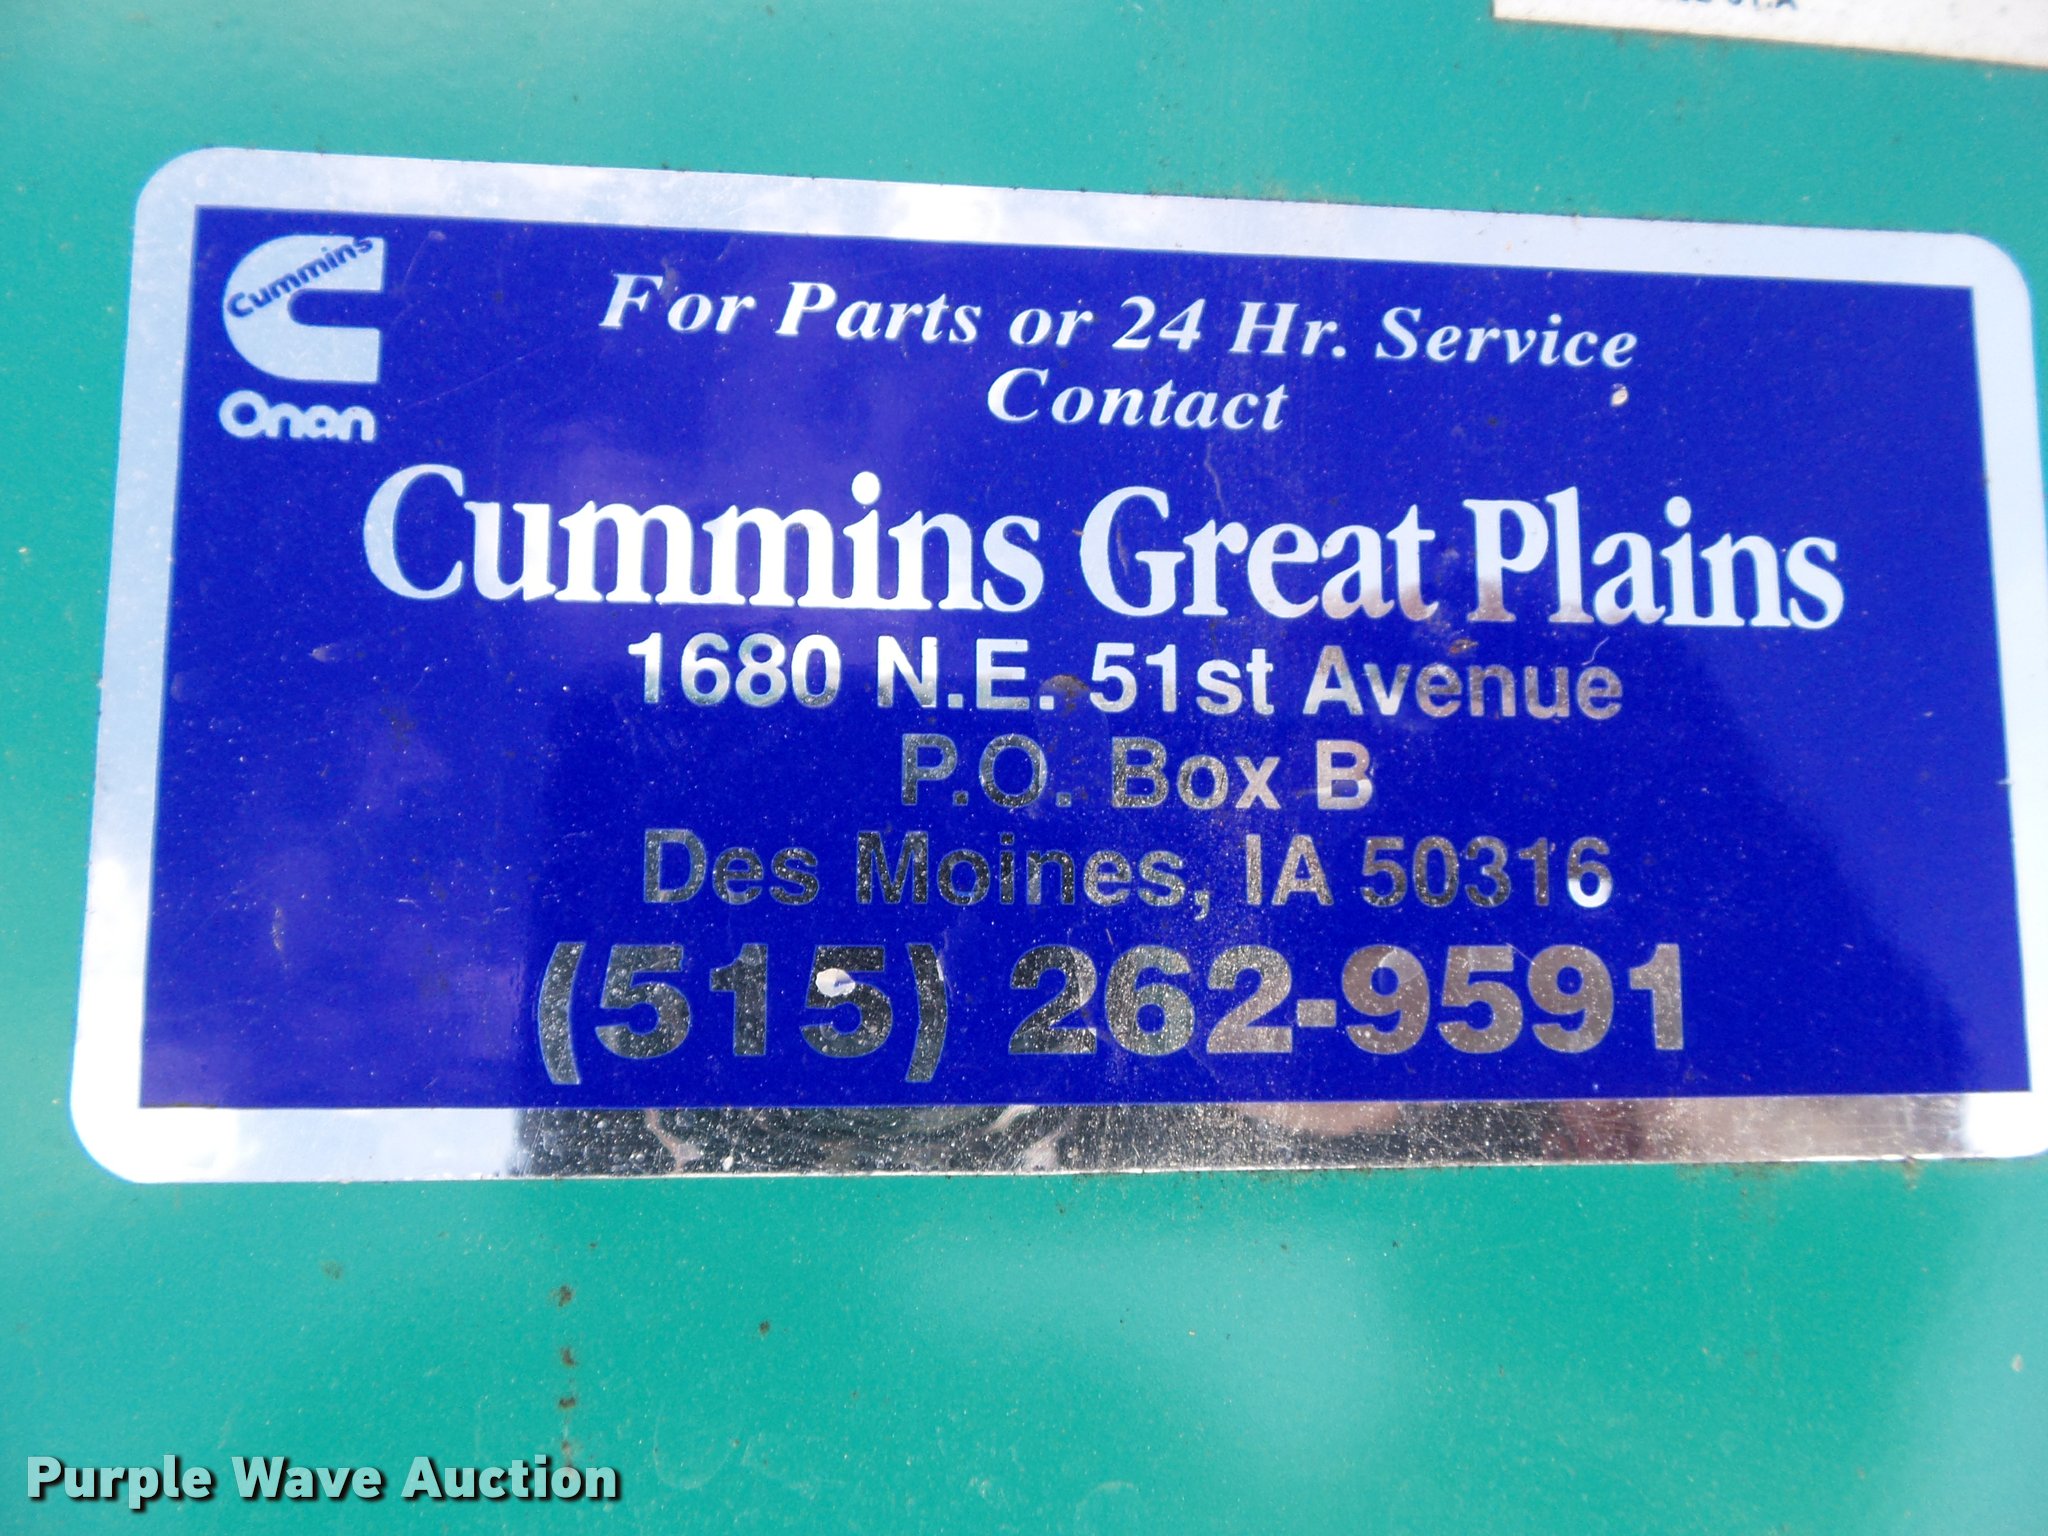 Cummins
Onan
For Parts or 24 Hr. Service
Contact
Cummins Great Plains
1680 N.E. 51st Avenue
P.O. Box B
Des Moines, IA 50316
(515) 262-9591
Purple Wave Auction